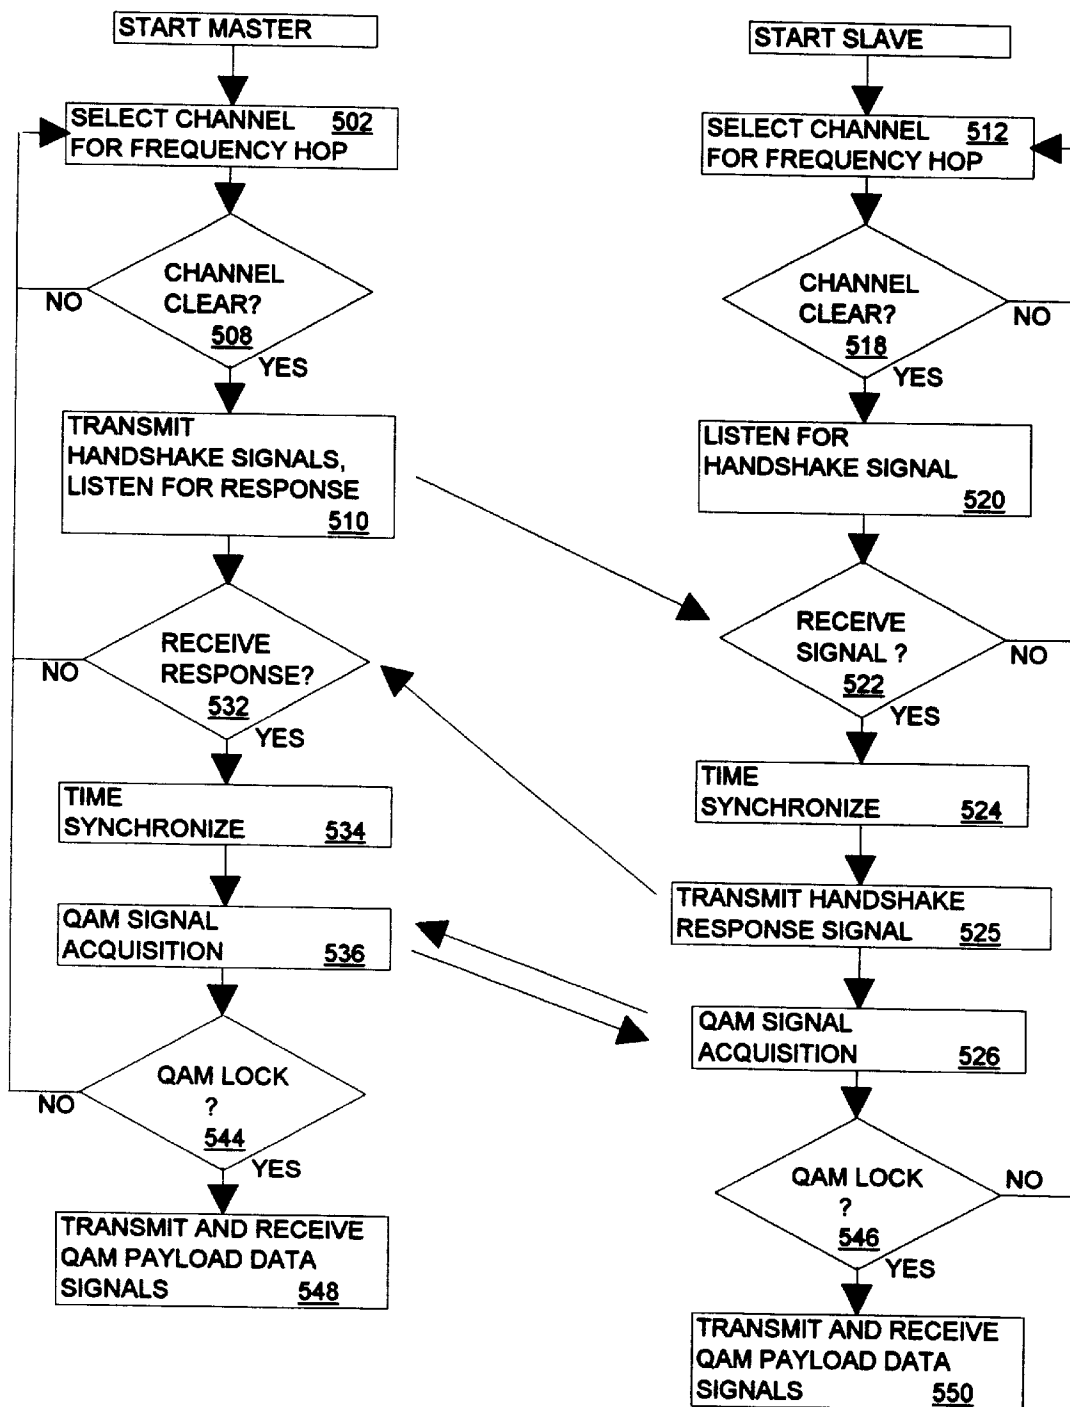 START MASTER
SELECT CHANNEL 502
FOR FREQUENCY HOP
CHANNEL
CLEAR?
508
NO
YES
TRANSMIT
HANDSHAKE SIGNALS,
LISTEN FOR RESPONSE
510
RECEIVE
RESPONSE?
532
NO
YES
TIME
SYNCHRONIZE 534
QAM SIGNAL
ACQUISITION 536
QAM LOCK
?
544
NO
YES
TRANSMIT AND RECEIVE
QAM PAYLOAD DATA
SIGNALS 548
START SLAVE
SELECT CHANNEL 512
FOR FREQUENCY HOP
CHANNEL
CLEAR?
518
NO
YES
LISTEN FOR
HANDSHAKE SIGNAL
520
RECEIVE
SIGNAL ?
522
NO
YES
TIME
SYNCHRONIZE 524
TRANSMIT HANDSHAKE
RESPONSE SIGNAL 525
QAM SIGNAL
ACQUISITION 526
QAM LOCK
?
546
NO
YES
TRANSMIT AND RECEIVE
QAM PAYLOAD DATA
SIGNALS 550